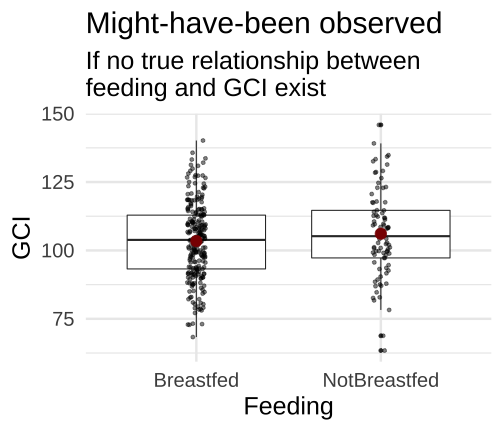 Might-have-been observed
If no true relationship between
feeding and GCI exist
150
125
100
75
GCI
Breastfed
NotBreastfed
Feeding